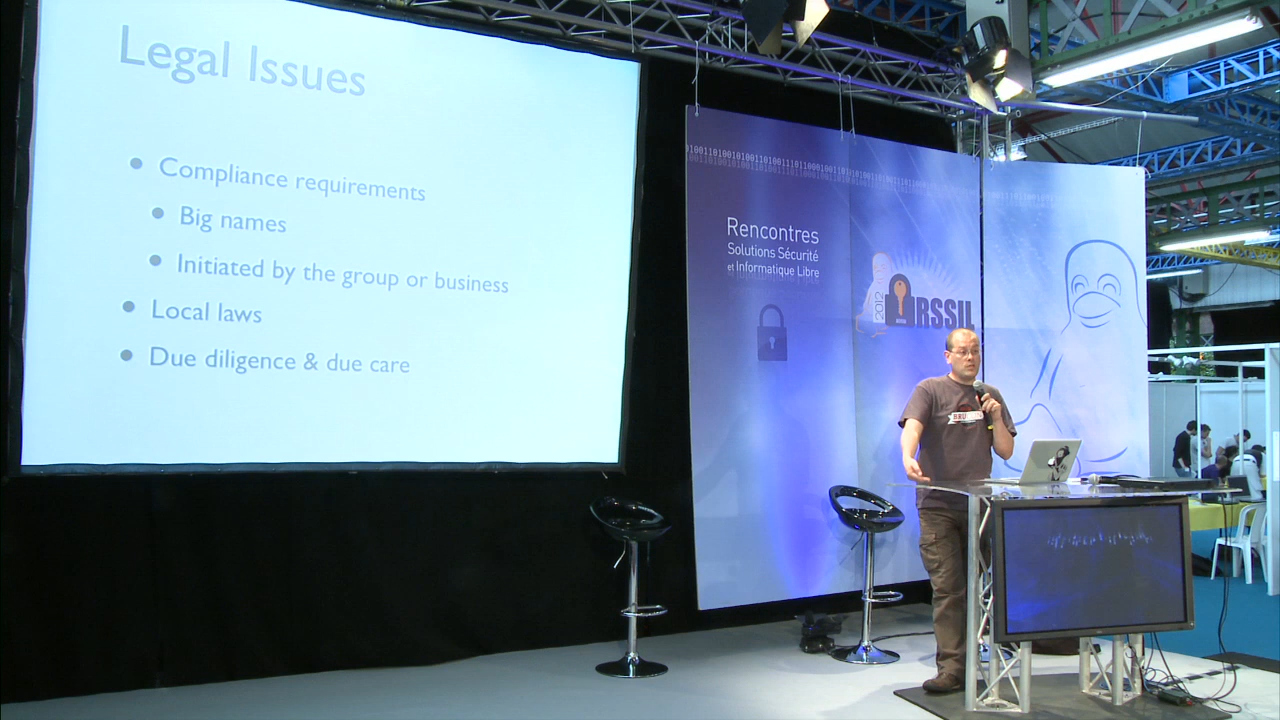 Legal Issues
Compliance requirements
Big names
Initiated by the group or business
Local laws
Due diligence & due care
Rencontres
Solutions Sécurité
et Informatique Libre
2012
RSSIL